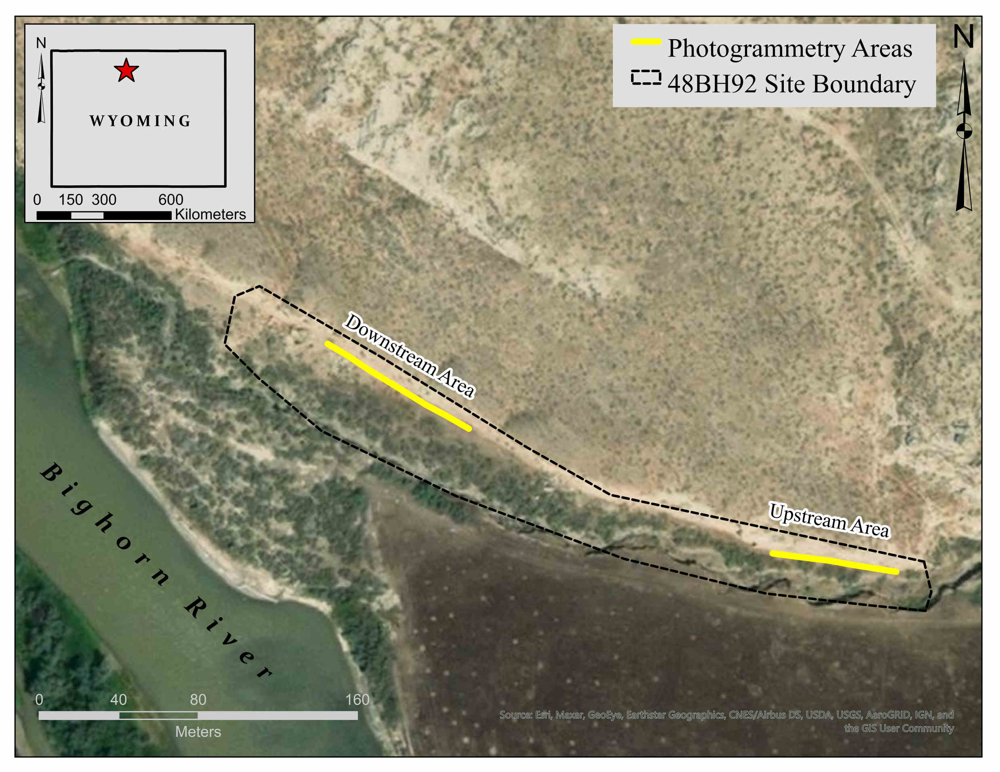 N
WYOMING
0 150 300 600
Kilometers
Photogrammetry Areas
48BH92 Site Boundary
N
Downstream Area
Upstream Area
Bighorn River
0 40 80 160
Meters
Source: Esri, Maxar, GeoEye, Earthstar Geographics, CNES/Airbus DS, USDA, USGS, AeroGRID, IGN, and
the GIS User Community